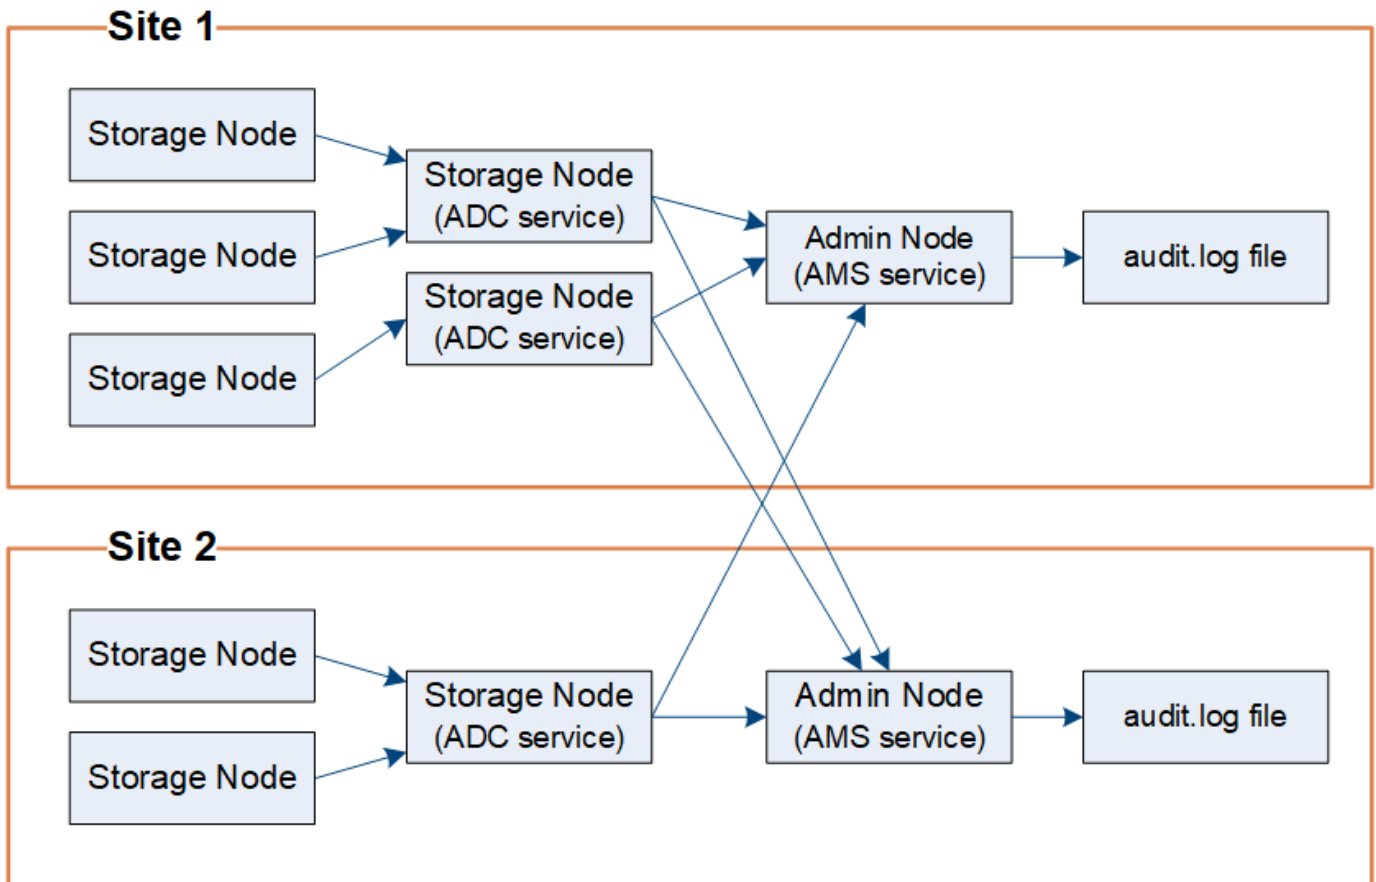 Site 1
Storage Node
Storage Node
Storage Node
Storage Node
(ADC service)
Storage Node
(ADC service)
Admin Node
(AMS service)
audit.log file
Site 2
Storage Node
Storage Node
Storage Node
(ADC service)
Admin Node
(AMS service)
audit.log file